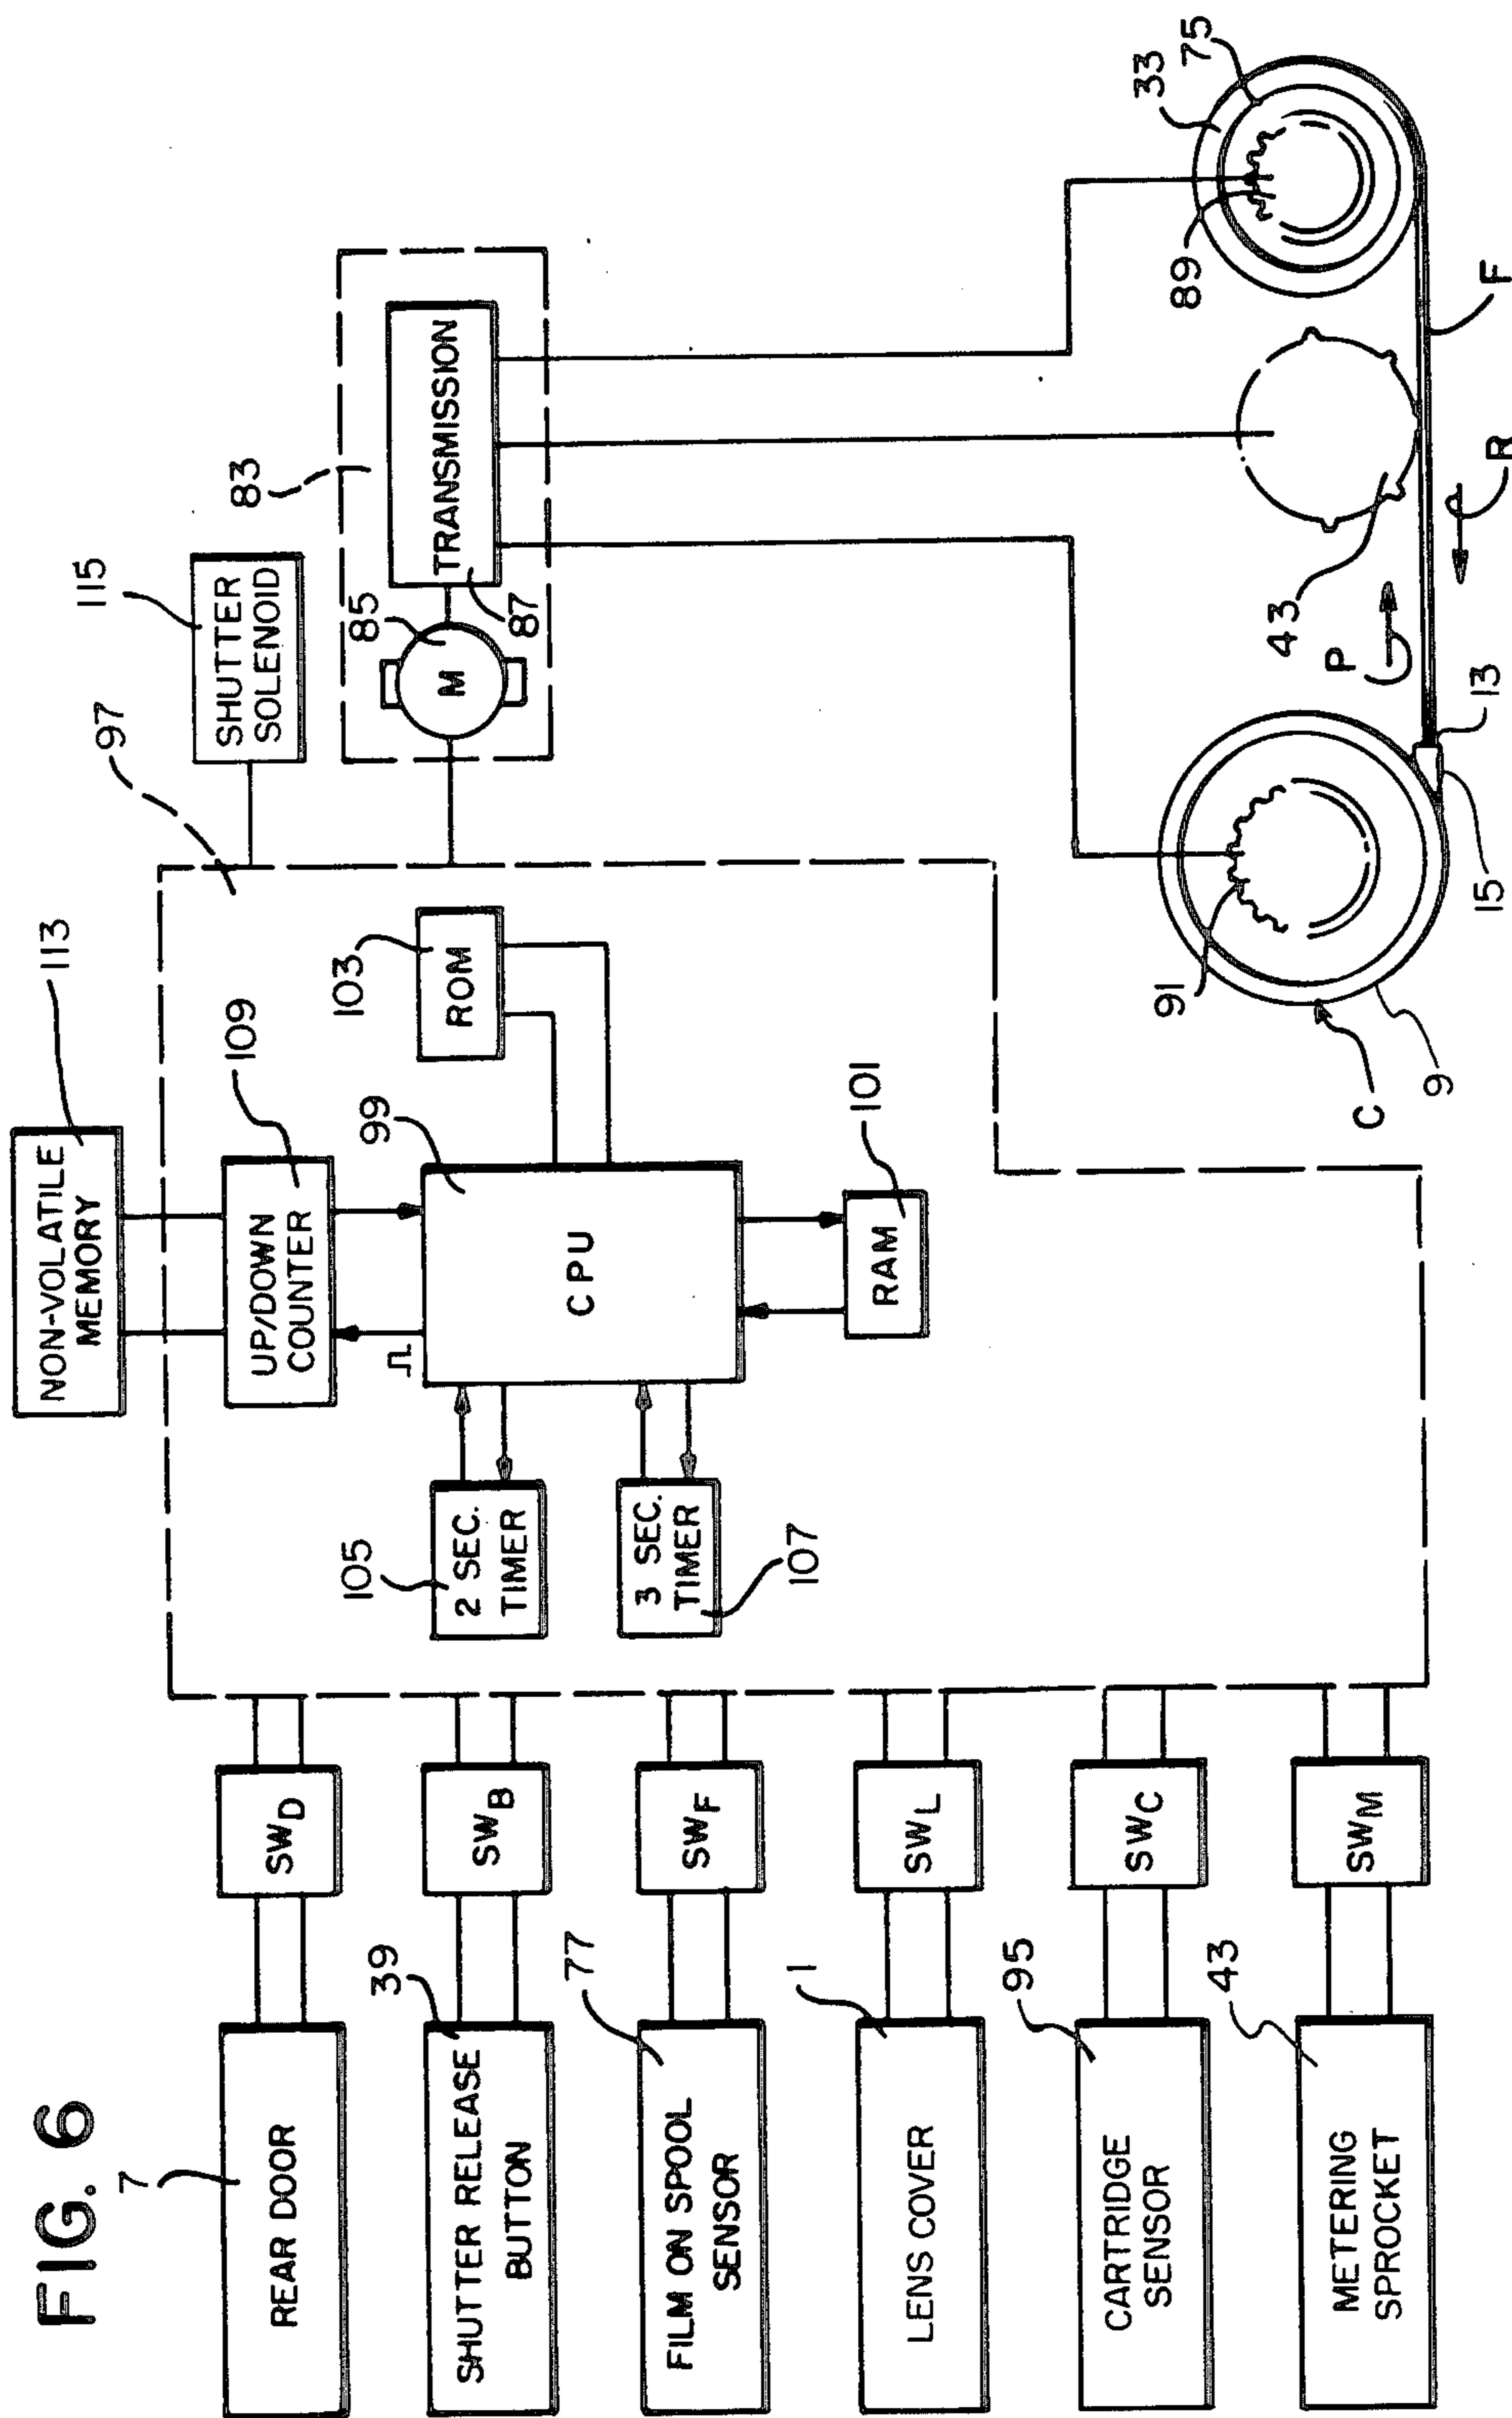 FIG. 6
7
REAR DOOR
SWD
39
SHUTTER RELEASE
BUTTON
SWB
77
FILM ON SPOOL
SENSOR
SWF
1
LENS COVER
SWL
95
CARTRIDGE
SENSOR
SWC
43
METERING
SPROCKET
SWM
113
NON-VOLATILE
MEMORY
109
UP/DOWN
COUNTER
105
2 SEC.
TIMER
3 SEC.
TIMER
107
99
CPU
103
ROM
101
RAM
97
115
SHUTTER
SOLENOID
83
85
M
TRANSMISSION
87
91
C
9
15
13
P
R
43
F
89
33
75